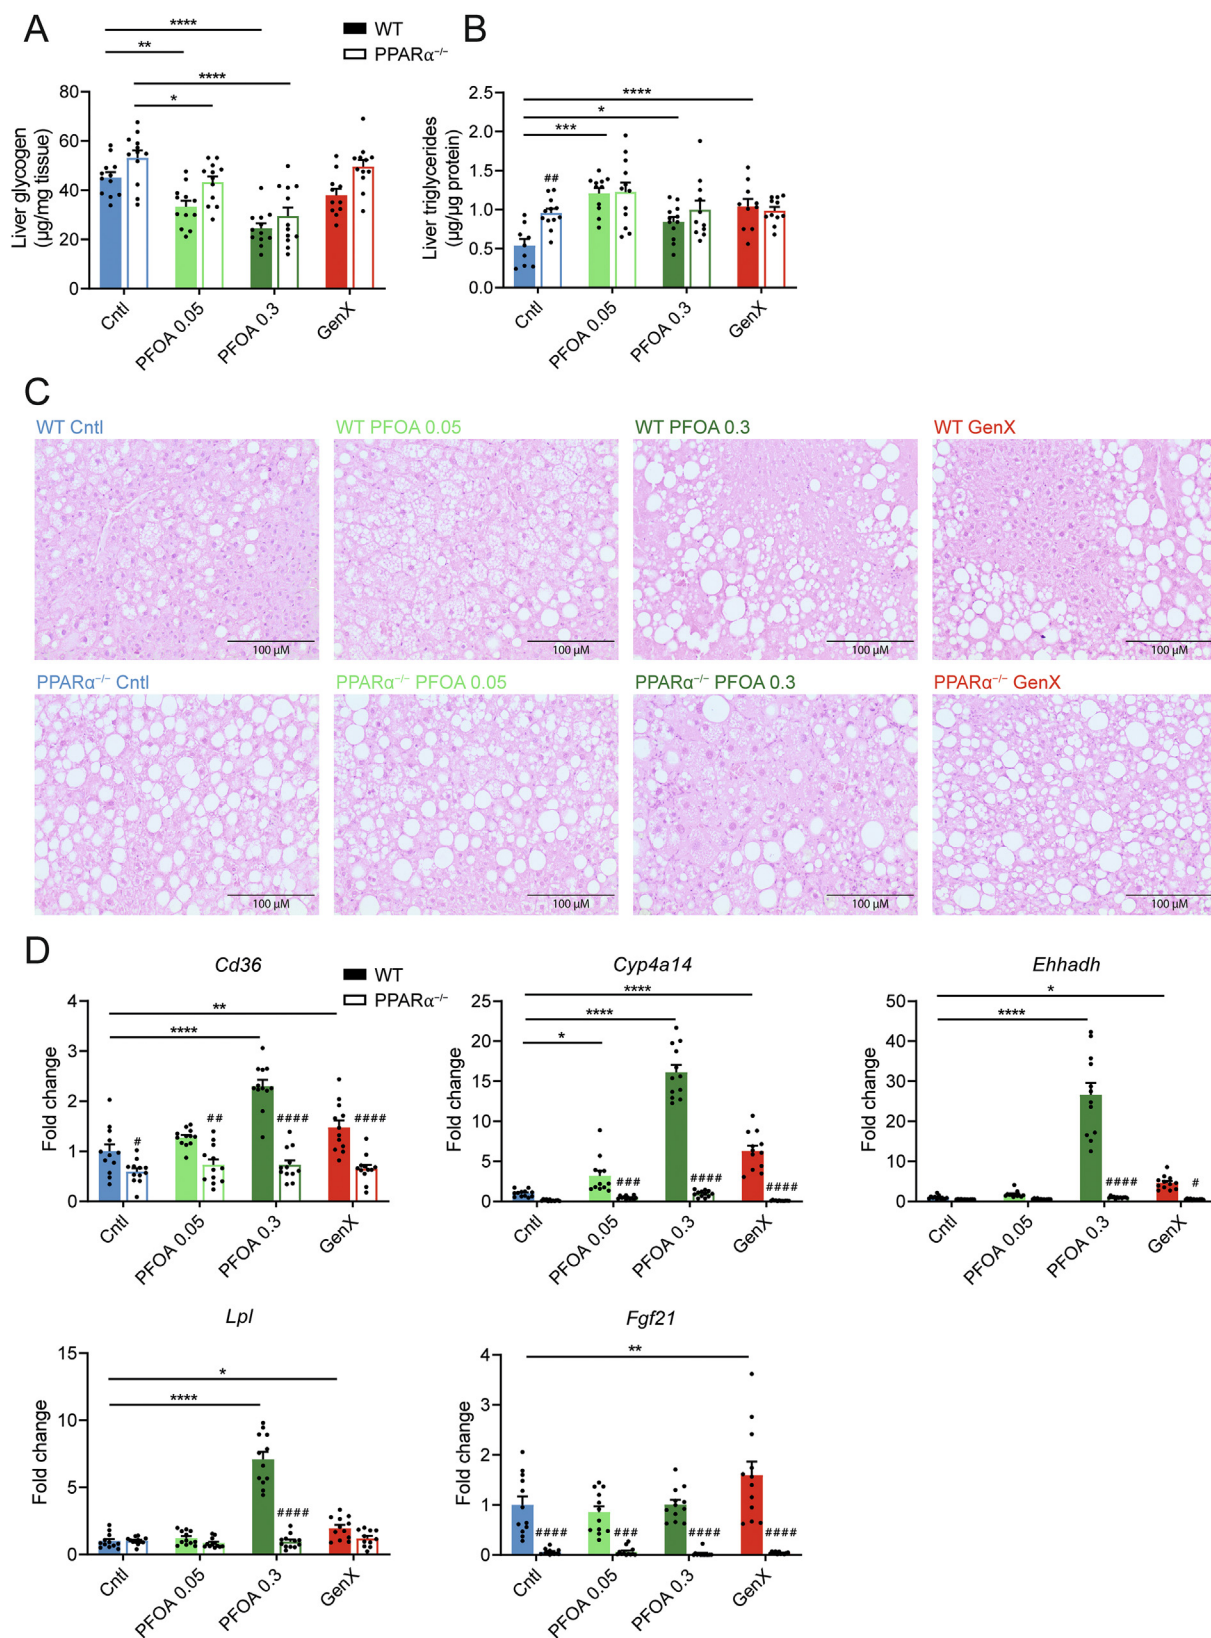 A
B
WT
PPARα⁻/⁻
****
**
****
*
80
60
40
20
0
Liver glycogen
(µg/mg tissue)
Cntl
PFOA 0.05
PFOA 0.3
GenX
****
*
***
##
2.5
2.0
1.5
1.0
0.5
0.0
Liver triglycerides
(µg/µg protein)
Cntl
PFOA 0.05
PFOA 0.3
GenX
C
WT Cntl
WT PFOA 0.05
WT PFOA 0.3
WT GenX
100 µM
100 µM
100 µM
100 µM
PPARα⁻/⁻ Cntl
PPARα⁻/⁻ PFOA 0.05
PPARα⁻/⁻ PFOA 0.3
PPARα⁻/⁻ GenX
100 µM
100 µM
100 µM
100 µM
D
Cd36
WT
PPARα⁻/⁻
**
****
#
##
####
####
4
3
2
1
0
Fold change
Cntl
PFOA 0.05
PFOA 0.3
GenX
Cyp4a14
****
****
*
###
####
####
25
20
15
10
5
0
Fold change
Cntl
PFOA 0.05
PFOA 0.3
GenX
Ehhadh
*
****
####
#
50
40
30
20
10
0
Fold change
Cntl
PFOA 0.05
PFOA 0.3
GenX
Lpl
*
****
####
15
10
5
0
Fold change
Cntl
PFOA 0.05
PFOA 0.3
GenX
Fgf21
**
####
###
####
####
4
3
2
1
0
Fold change
Cntl
PFOA 0.05
PFOA 0.3
GenX